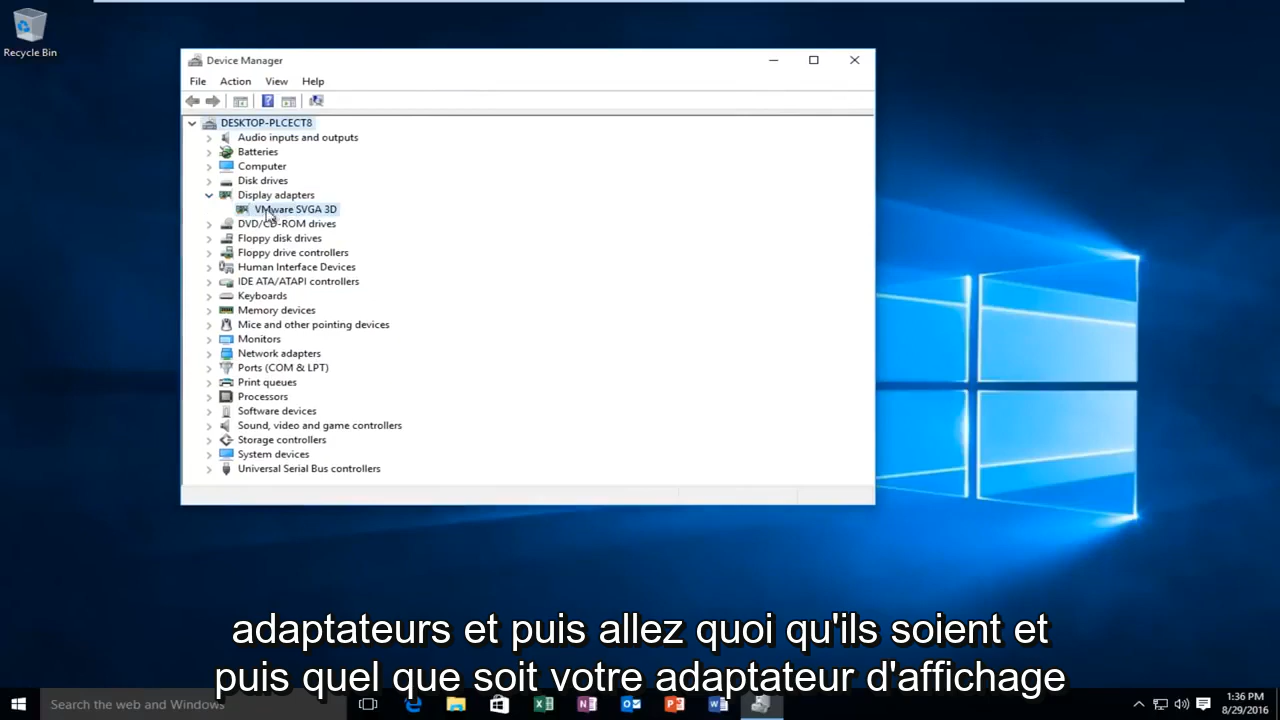 Recycle Bin
Device Manager
File Action View Help
DESKTOP-PLCECT8
Audio inputs and outputs
Batteries
Computer
Disk drives
Display adapters
VMware SVGA 3D
DVD/CD-ROM drives
Floppy disk drives
Floppy drive controllers
Human Interface Devices
IDE ATA/ATAPI controllers
Keyboards
Memory devices
Mice and other pointing devices
Monitors
Network adapters
Ports (COM & LPT)
Print queues
Processors
Software devices
Sound, video and game controllers
Storage controllers
System devices
Universal Serial Bus controllers
adaptateurs et puis allez quoi qu'ils soient et
puis quel que soit votre adaptateur d'affichage
Search the web and Windows
1:36 PM
8/29/2016